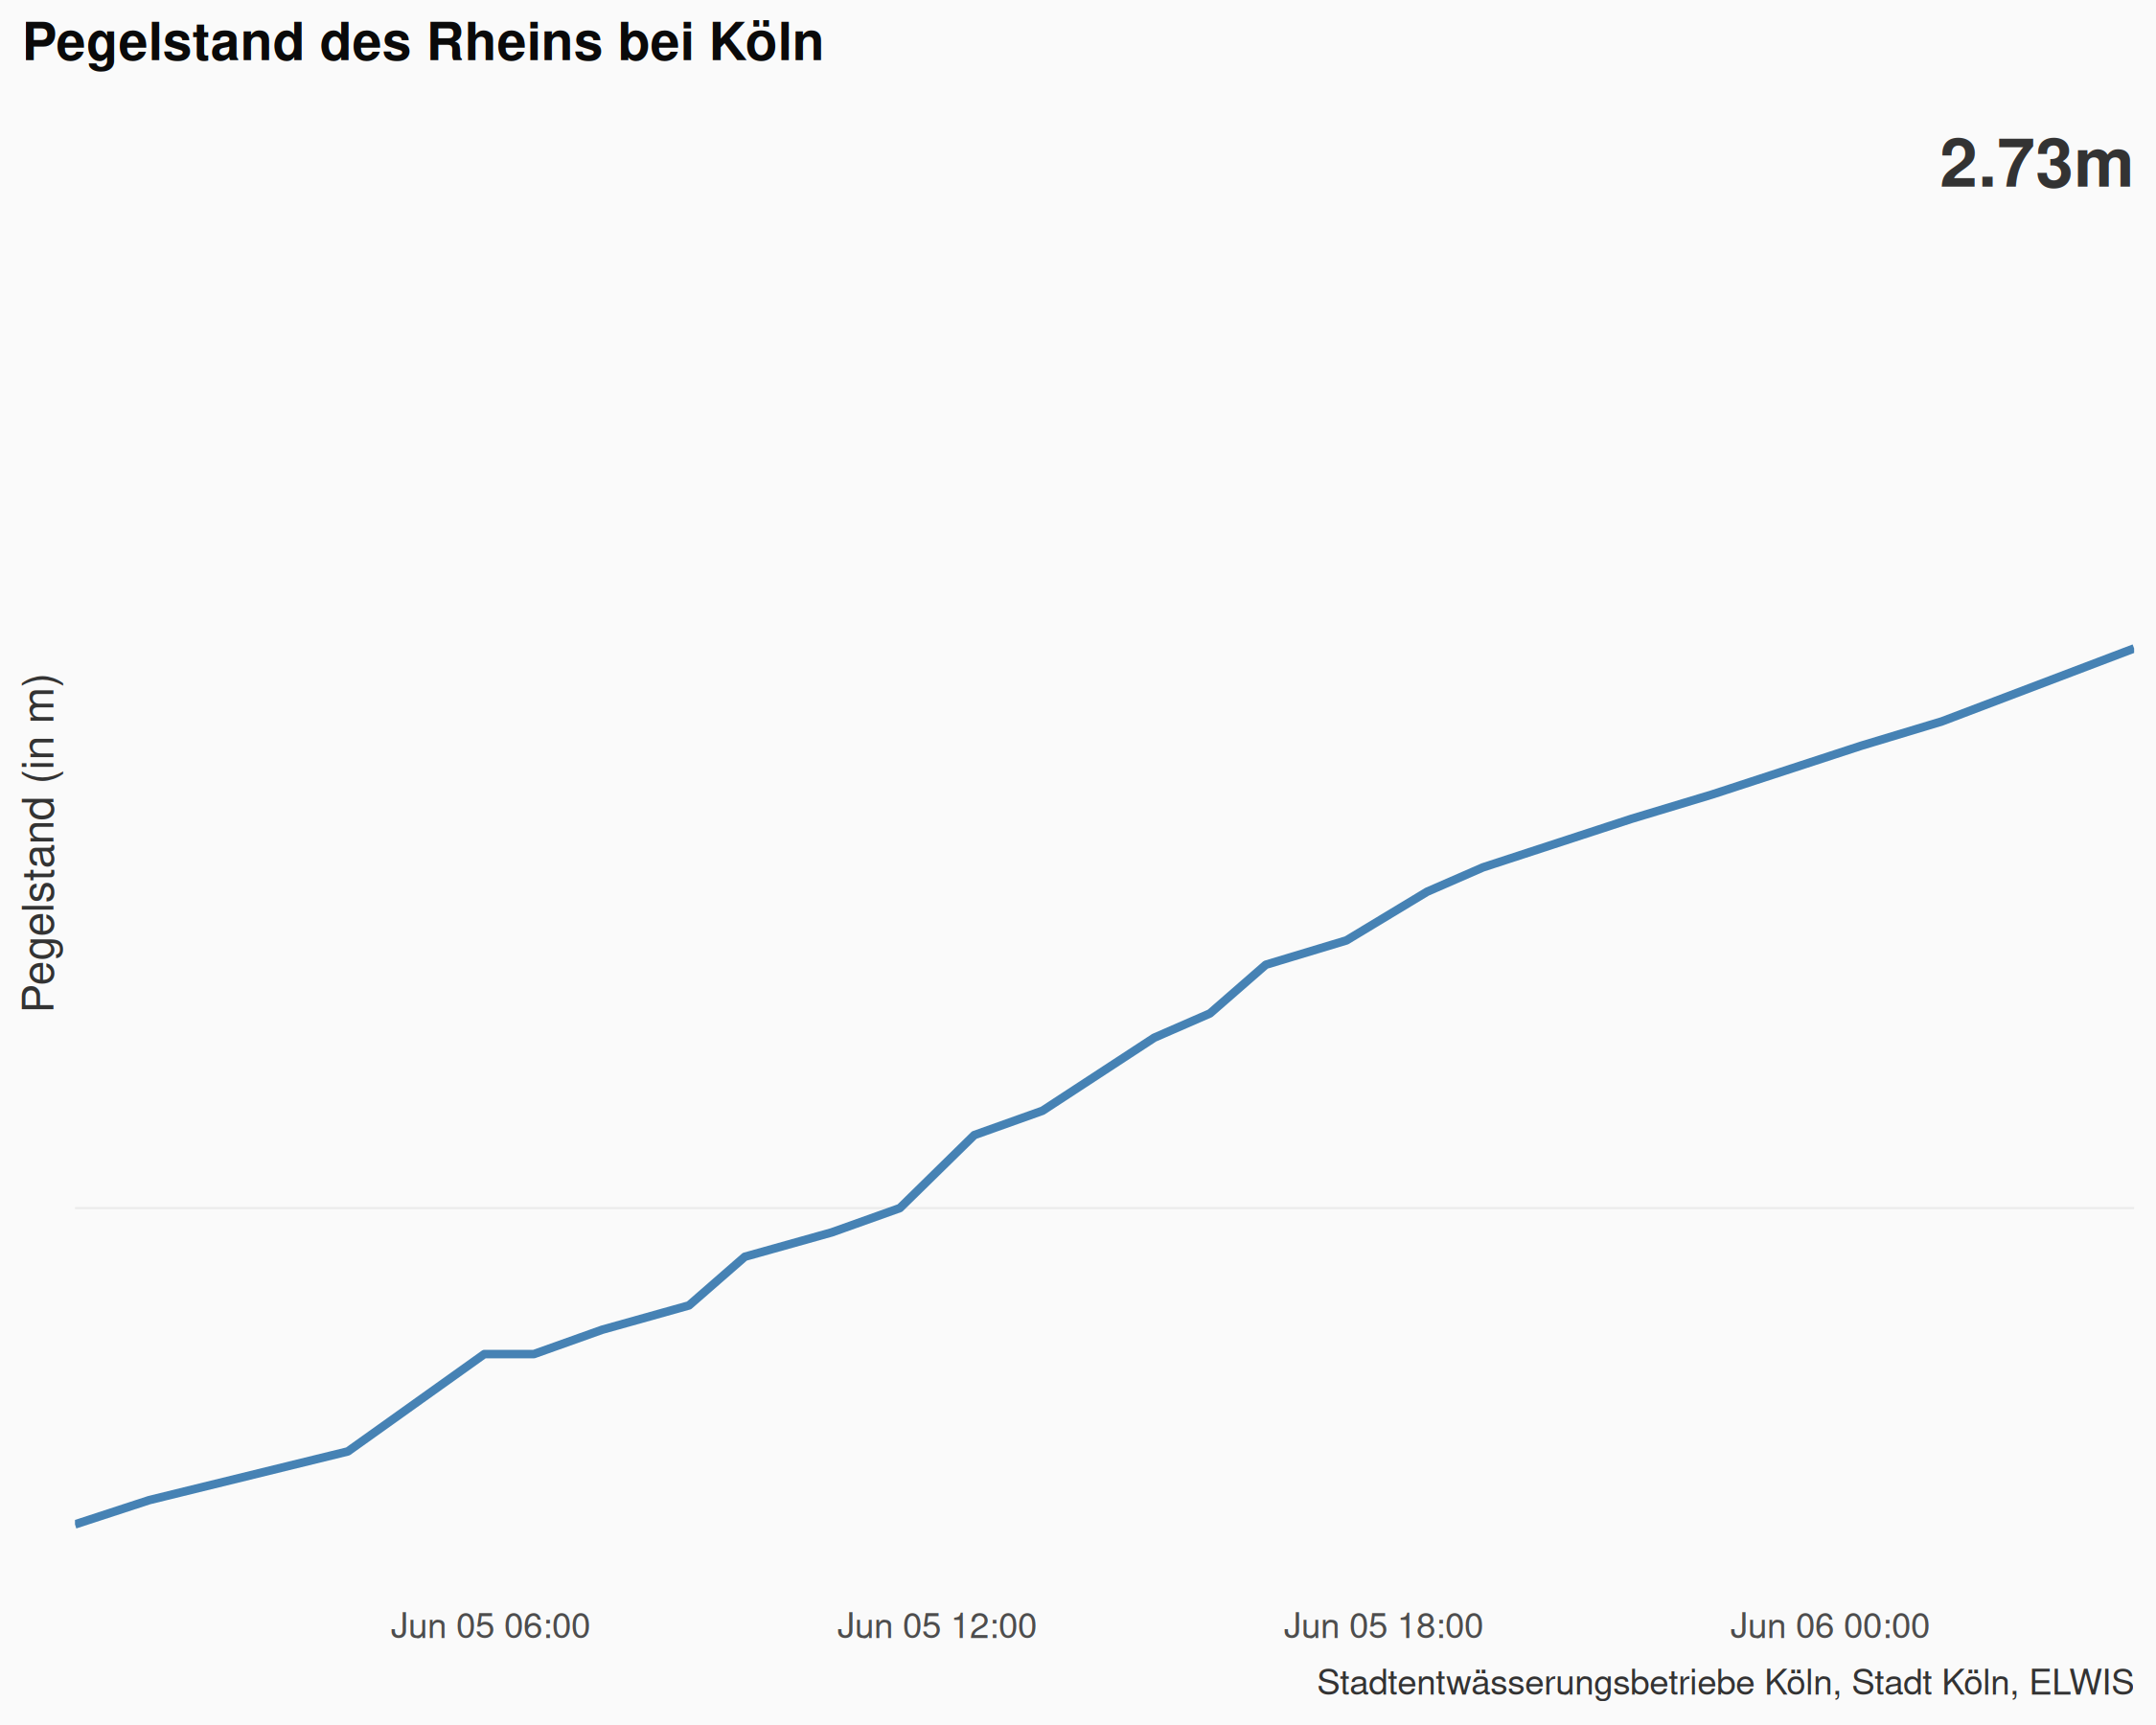 Pegelstand des Rheins bei Köln
2.73m
Pegelstand (in m)
Jun 05 06:00
Jun 05 12:00
Jun 05 18:00
Jun 06 00:00
Stadtentwässerungsbetriebe Köln, Stadt Köln, ELWIS